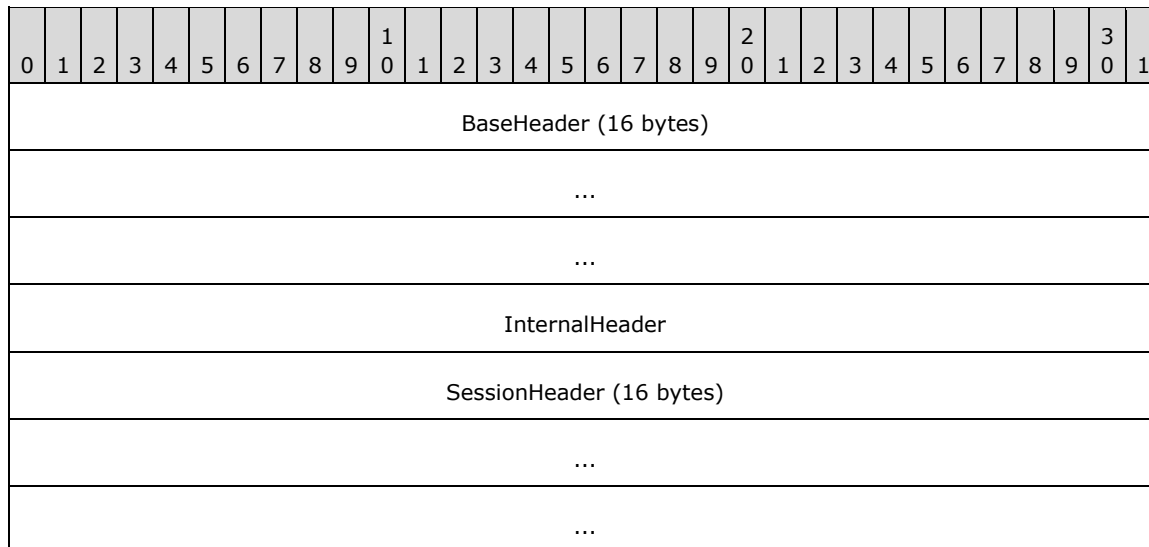 1 2 3
0 1 2 3 4 5 6 7 8 9 0 1 2 3 4 5 6 7 8 9 0 1 2 3 4 5 6 7 8 9 0 1
BaseHeader (16 bytes)
...
...
InternalHeader
SessionHeader (16 bytes)
...
...